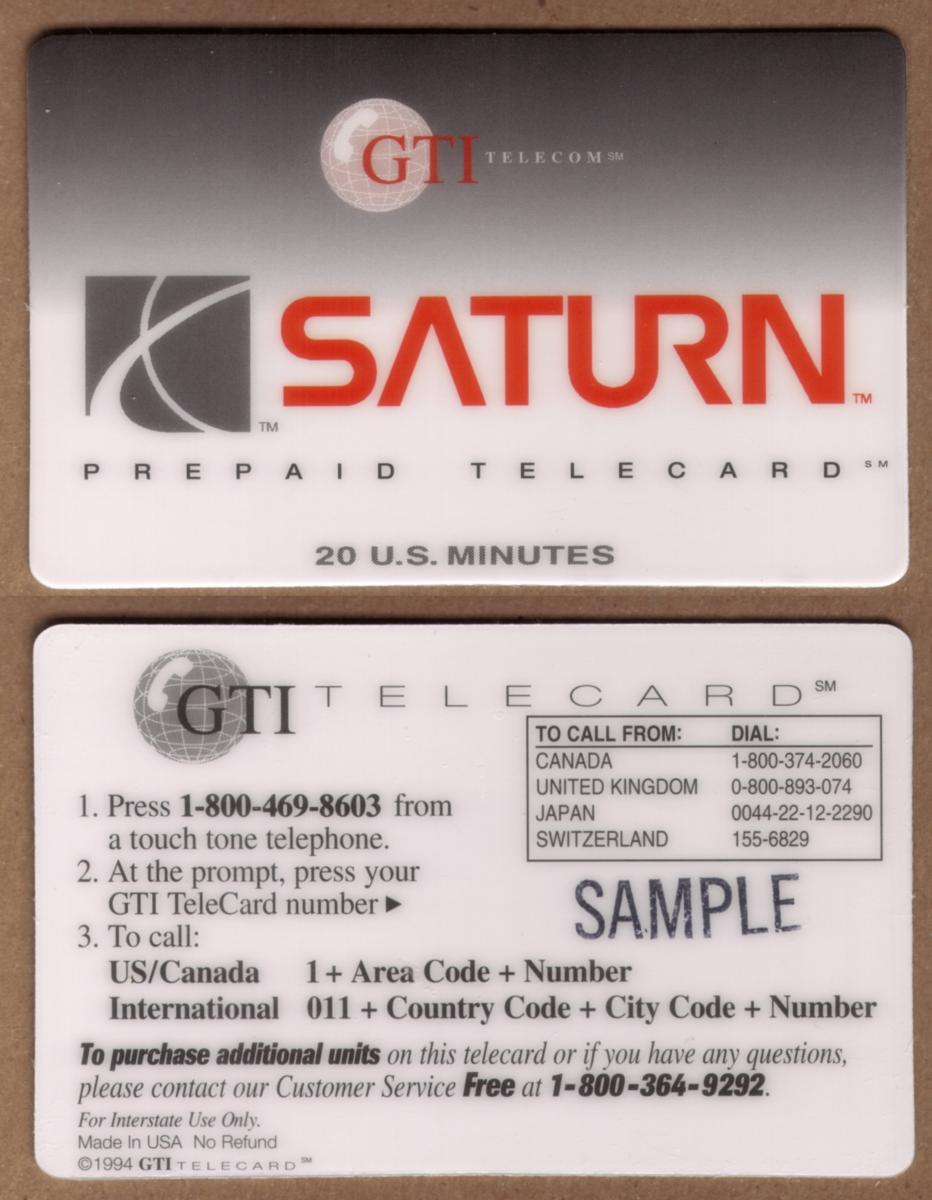 GTI TELECOM SM
SATURN TM
TM
PREPAID TELECARD SM
20 U.S. MINUTES
GTI TELECARD SM
TO CALL FROM: DIAL:
CANADA 1-800-374-2060
UNITED KINGDOM 0-800-893-074
JAPAN 0044-22-12-2290
SWITZERLAND 155-6829
1. Press 1-800-469-8603 from
a touch tone telephone.
2. At the prompt, press your
GTI TeleCard number ►
SAMPLE
3. To call:
US/Canada 1 + Area Code + Number
International 011 + Country Code + City Code + Number
To purchase additional units on this telecard or if you have any questions,
please contact our Customer Service Free at 1-800-364-9292.
For Interstate Use Only.
Made In USA No Refund
©1994 GTI TELECARD SM